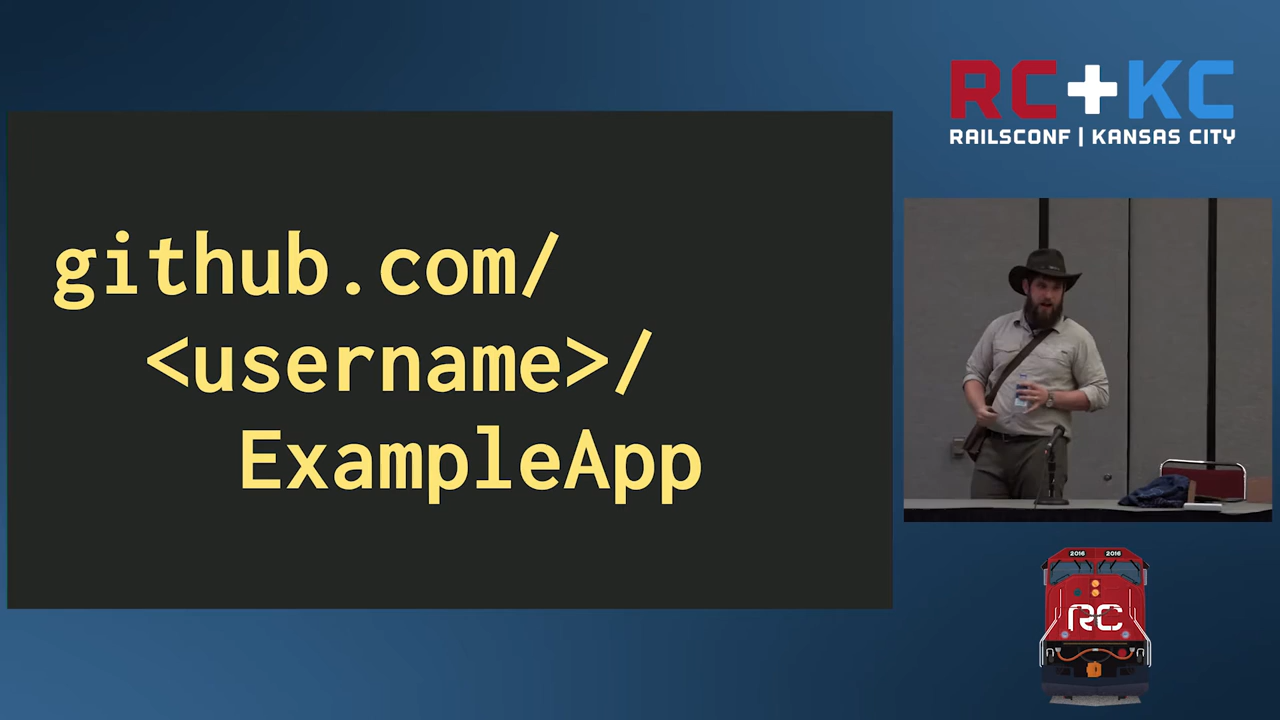 github.com/
<username>/
ExampleApp
RC+KC
RAILSCONF | KANSAS CITY
2016 2016
RC